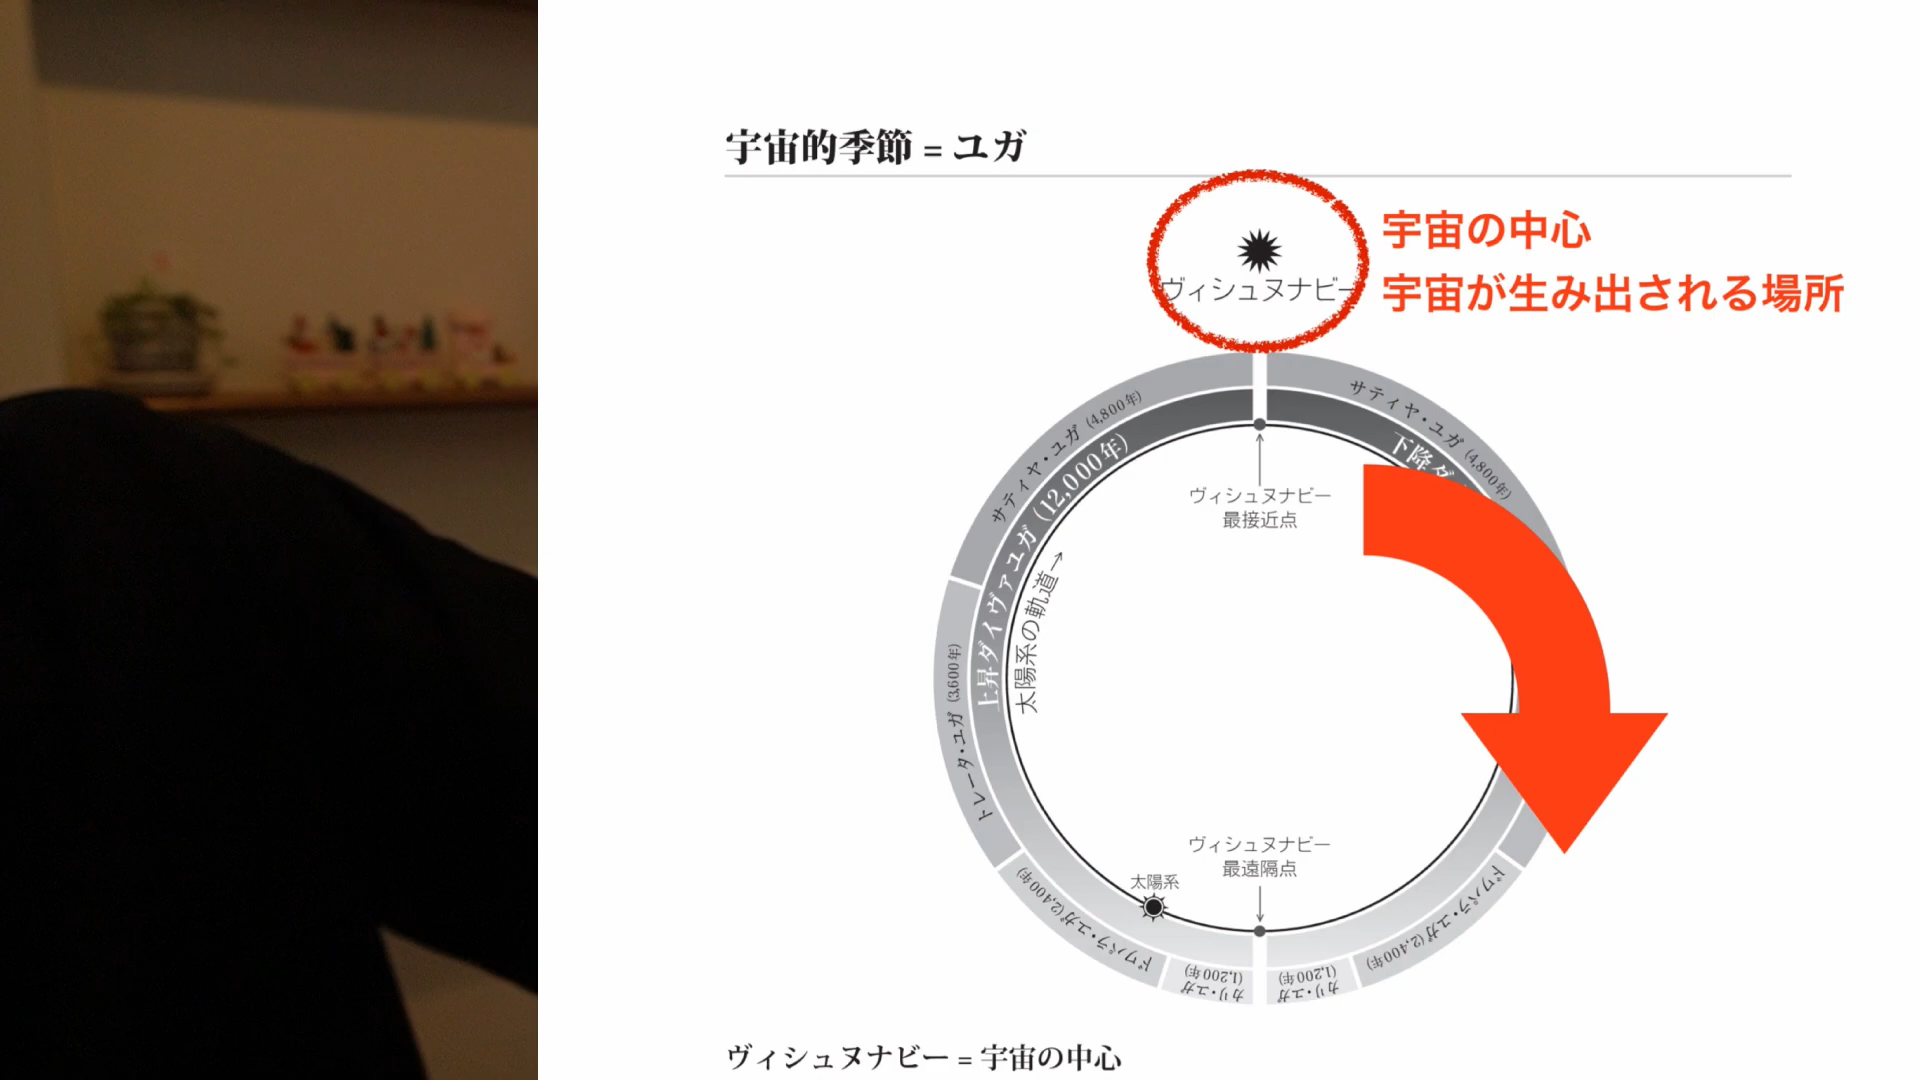 宇宙的季節 = ユガ
宇宙の中心
宇宙が生み出される場所
ヴィシュヌナビー
サティヤ・ユガ (4,800年)
サティヤ・ユガ (4,800年)
上昇ダイヴァユガ (12,000年)
下降ダ
太陽系の軌道→
ヴィシュヌナビー
最接近点
トレータ・ユガ (3,600年)
ヴィシュヌナビー
最遠隔点
太陽系
ドワパラ・ユガ (2,400年)
ドワパラ・ユガ (2,400年)
カリ・ユガ
(1,200年)
カリ・ユガ
(1,200年)
ヴィシュヌナビー = 宇宙の中心